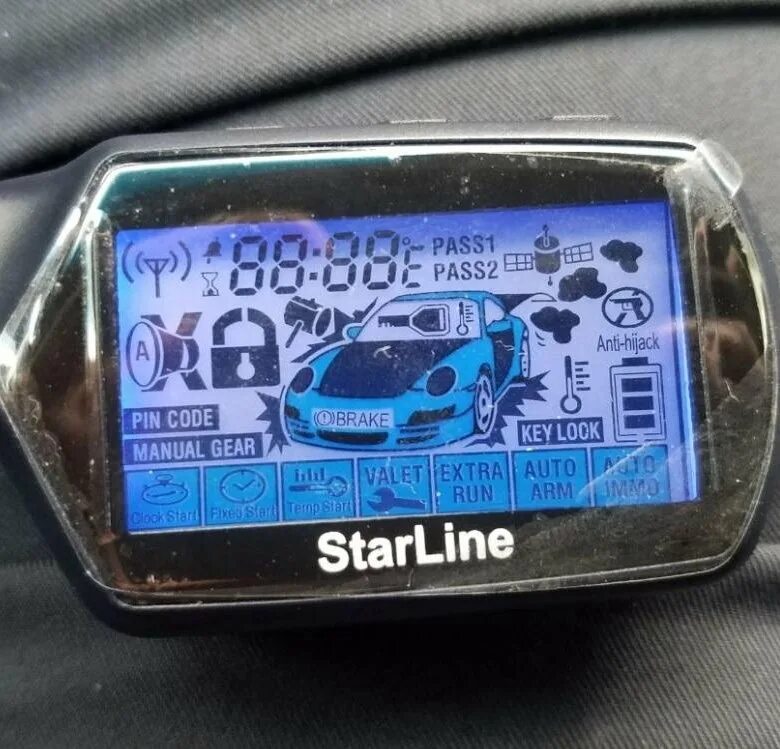 88:88°C PASS1
PASS2
A
Anti-hijack
BRAKE
PIN CODE
MANUAL GEAR
KEY LOCK
Clock Start
Fixed Start
Temp Start
VALET
EXTRA RUN
AUTO ARM
AUTO IMMO
StarLine